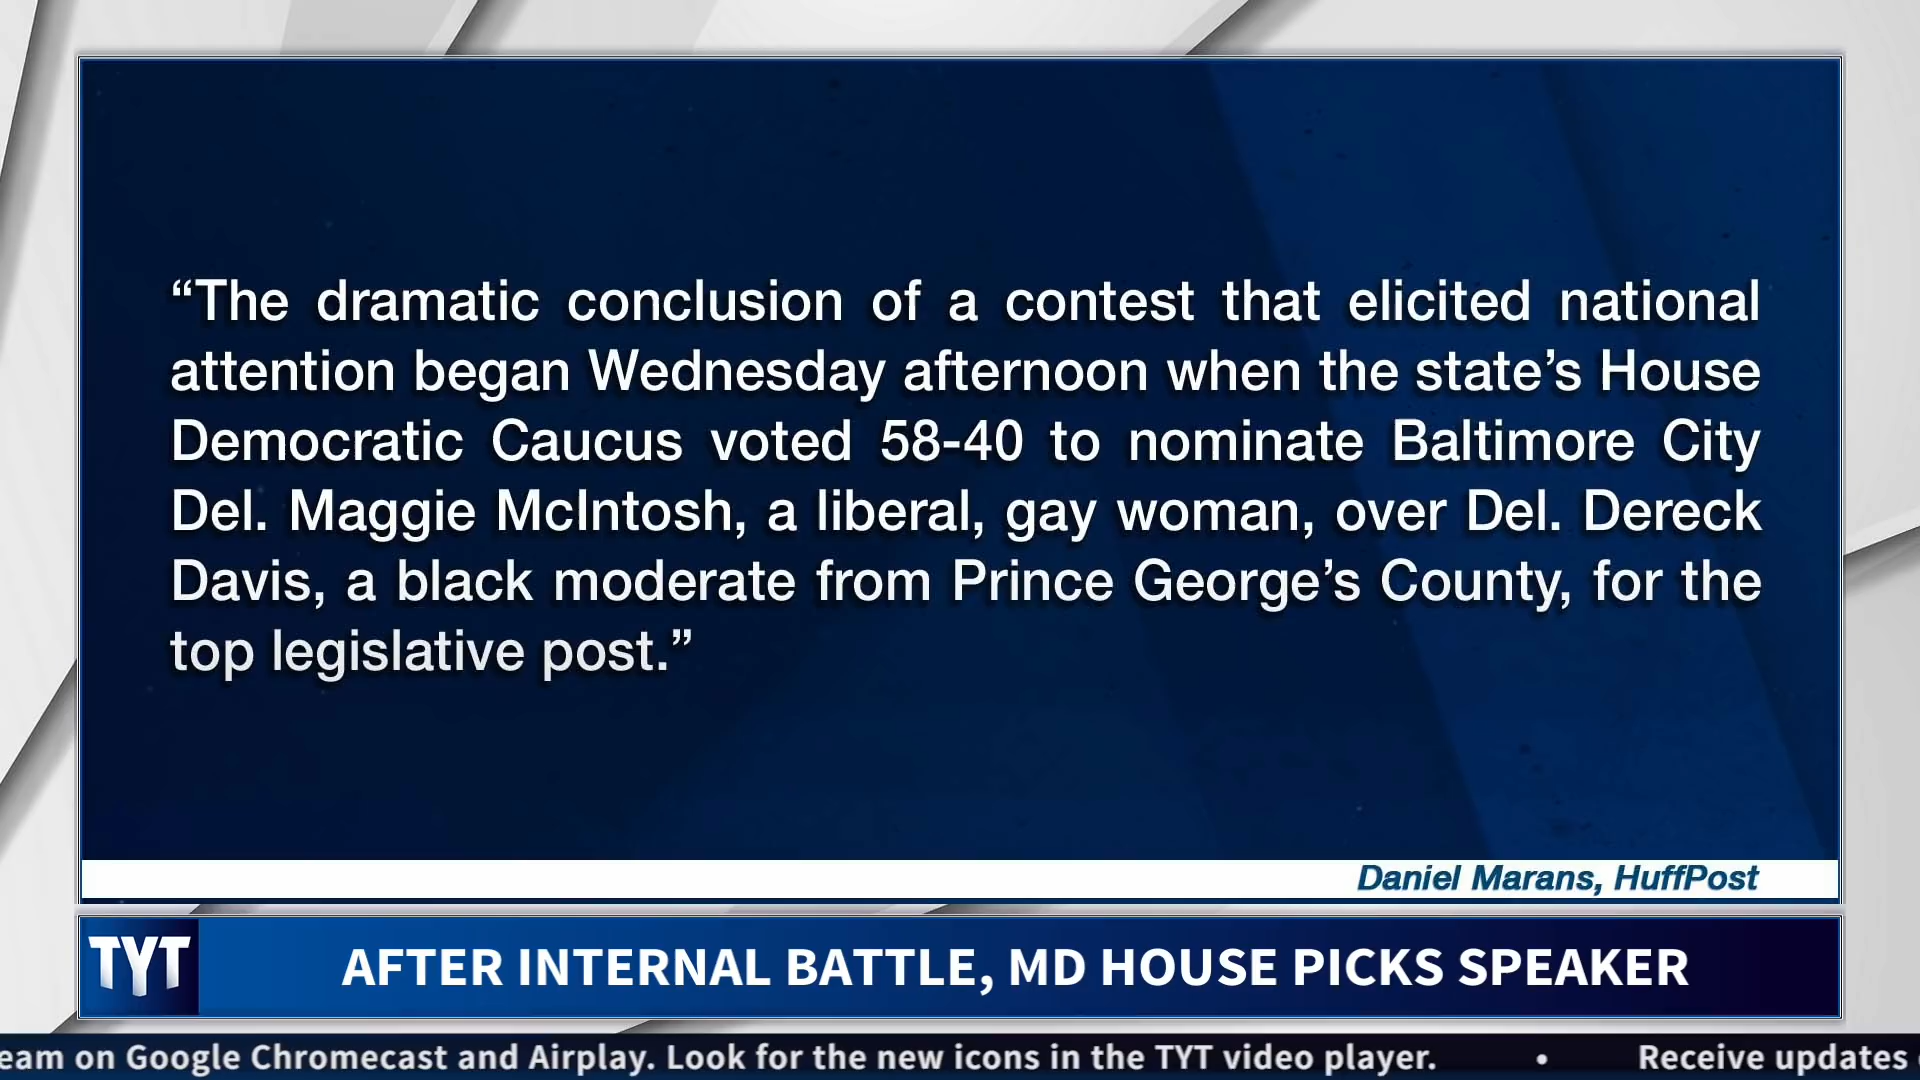 “The dramatic conclusion of a contest that elicited national
attention began Wednesday afternoon when the state’s House
Democratic Caucus voted 58-40 to nominate Baltimore City
Del. Maggie McIntosh, a liberal, gay woman, over Del. Dereck
Davis, a black moderate from Prince George’s County, for the
top legislative post.”
Daniel Marans, HuffPost
TYT
AFTER INTERNAL BATTLE, MD HOUSE PICKS SPEAKER
eam on Google Chromecast and Airplay. Look for the new icons in the TYT video player. • Receive updates